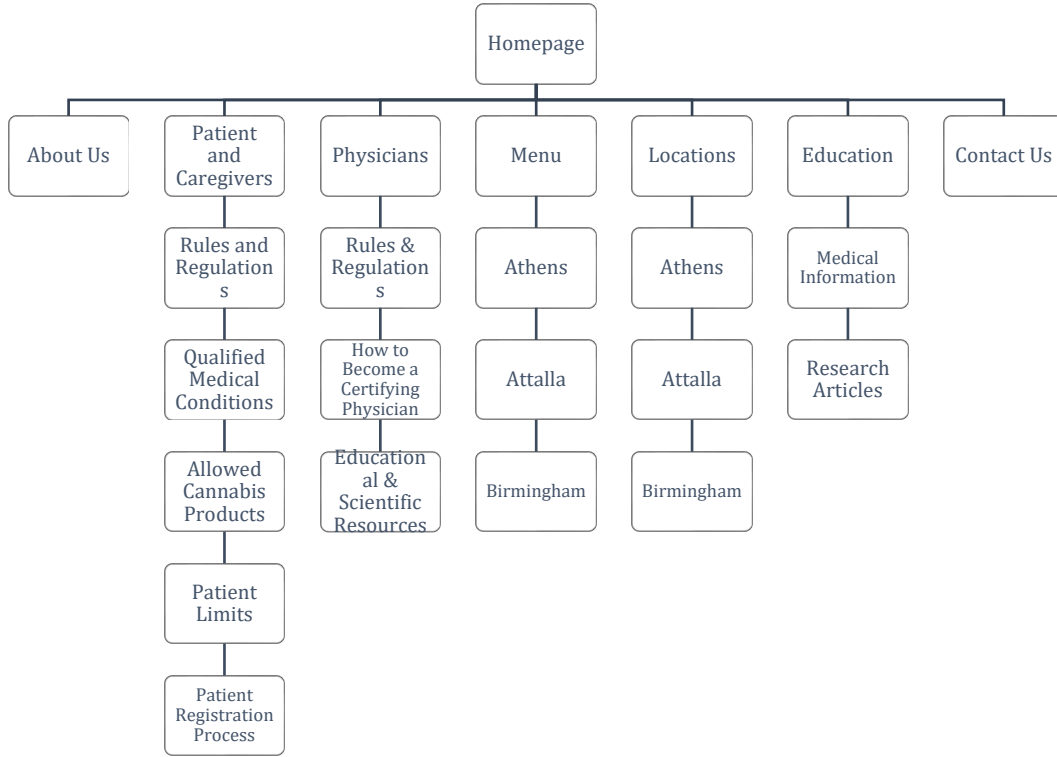 Homepage
About Us
Patient
and
Caregivers
Physicians
Menu
Locations
Education
Contact Us
Rules and
Regulation
s
Rules &
Regulation
s
Athens
Athens
Medical
Information
Qualified
Medical
Conditions
How to
Become a
Certifying
Physician
Attalla
Attalla
Research
Articles
Allowed
Cannabis
Products
Education
al &
Scientific
Resources
Birmingham
Birmingham
Patient
Limits
Patient
Registration
Process